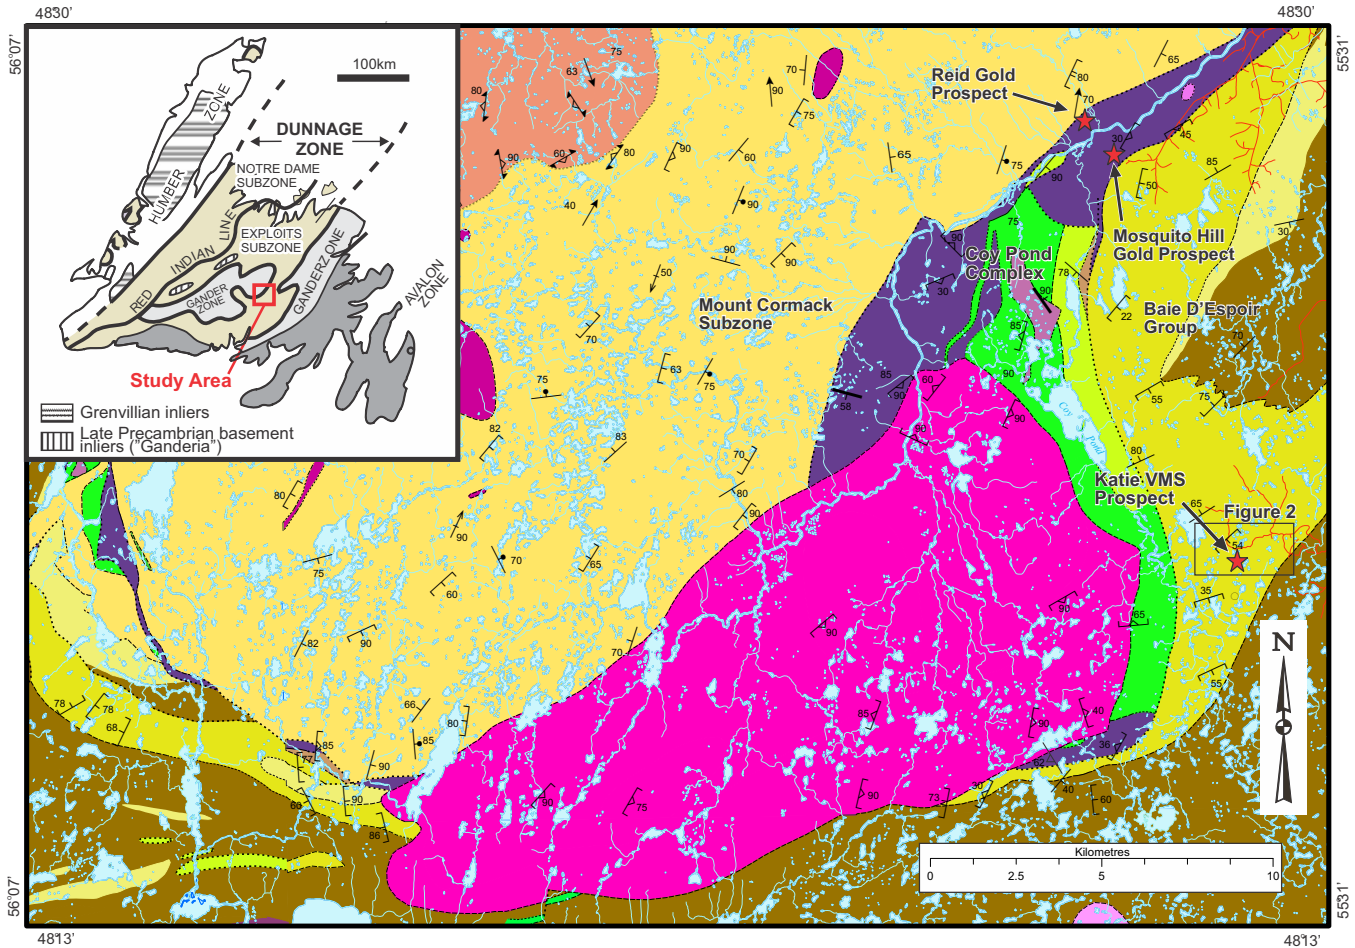 48°30'
48°30'
56°07'
55°31'
100km
HUMBER
ZONE
DUNNAGE
ZONE
NOTRE DAME
SUBZONE
EXPLOITS
SUBZONE
RED
INDIAN
LINE
GANDER
ZONE
GANDERZONE
AVALON
ZONE
Study Area
Grenvillian inliers
Late Precambrian basement
inliers ("Ganderia")
Reid Gold
Prospect
Mosquito Hill
Gold Prospect
Coy Pond
Complex
Mount Cormack
Subzone
Baie D'Espoir
Group
Coy Pond
Katie VMS
Prospect
Figure 2
N
Kilometres
0 2.5 5 10
56°07'
55°31'
48°13'
48°13'